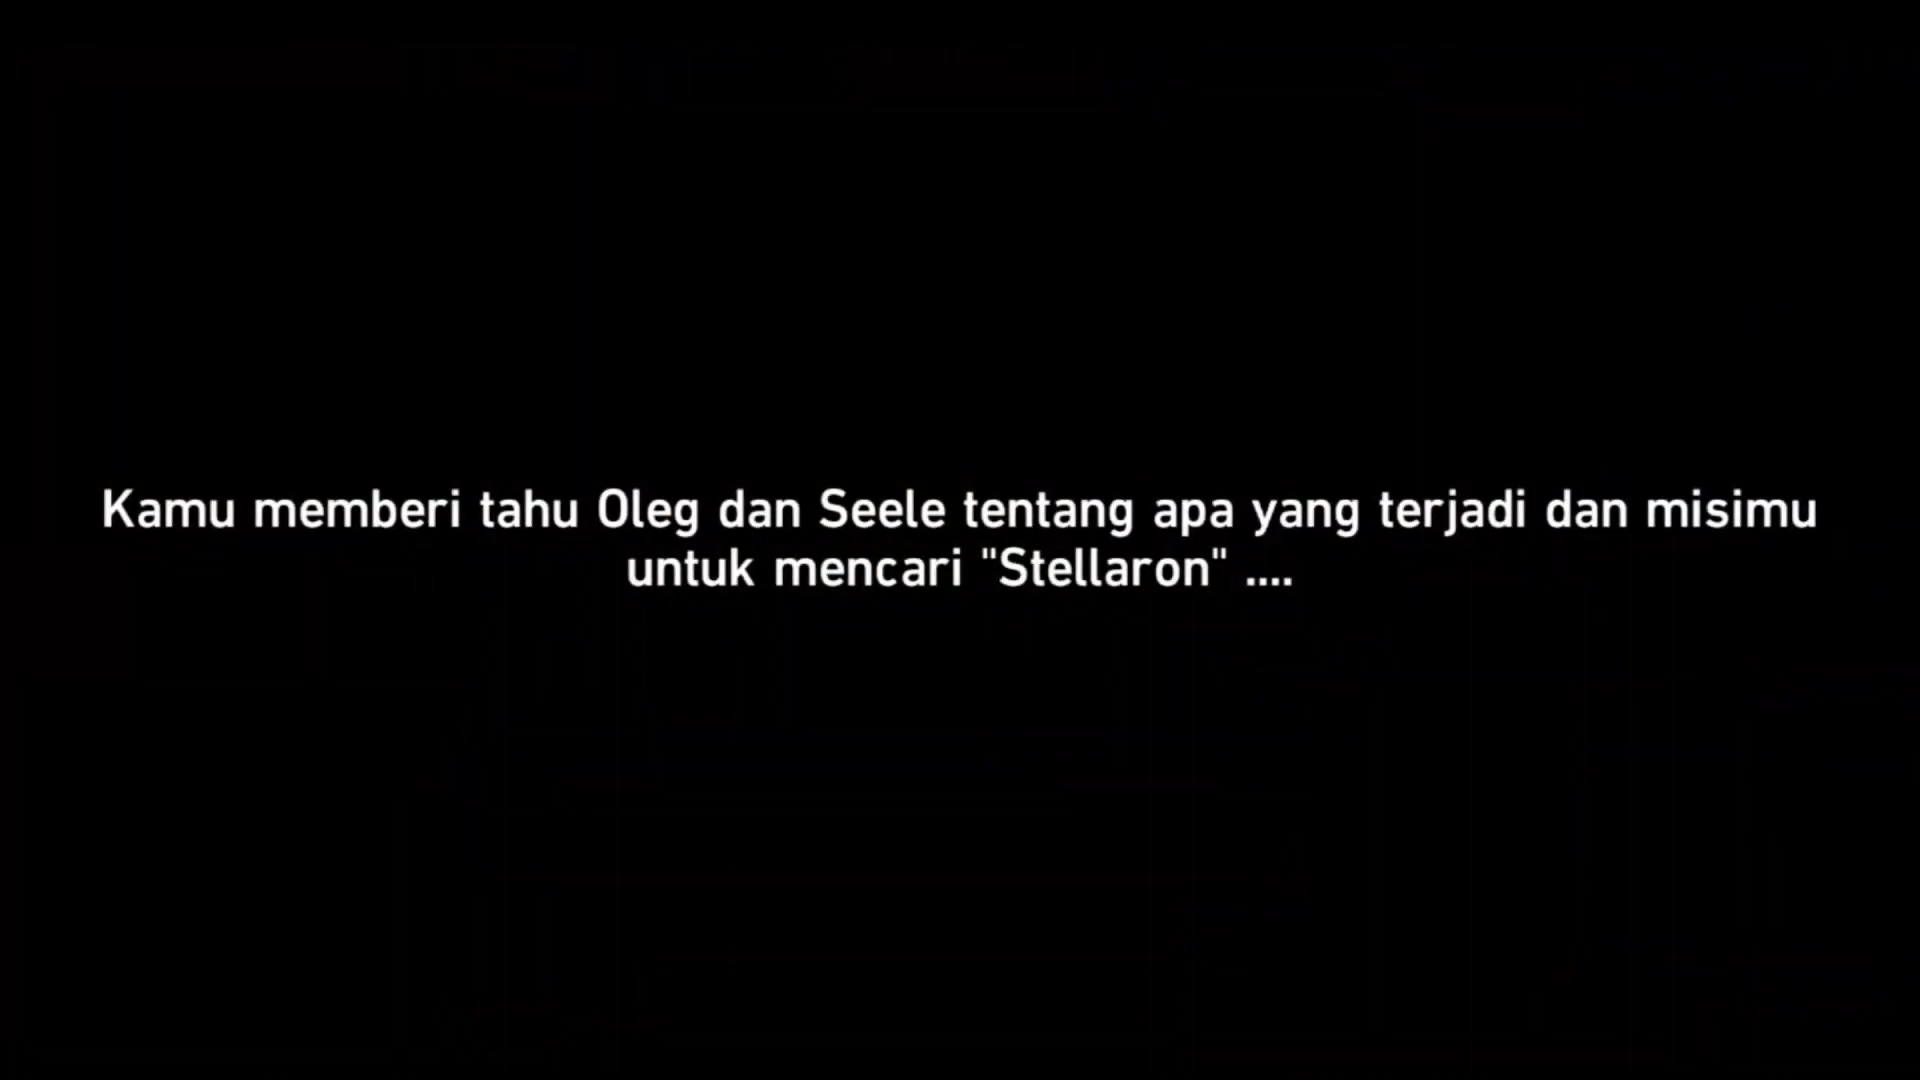 Kamu memberi tahu Oleg dan Seele tentang apa yang terjadi dan misimu
untuk mencari "Stellaron" ....